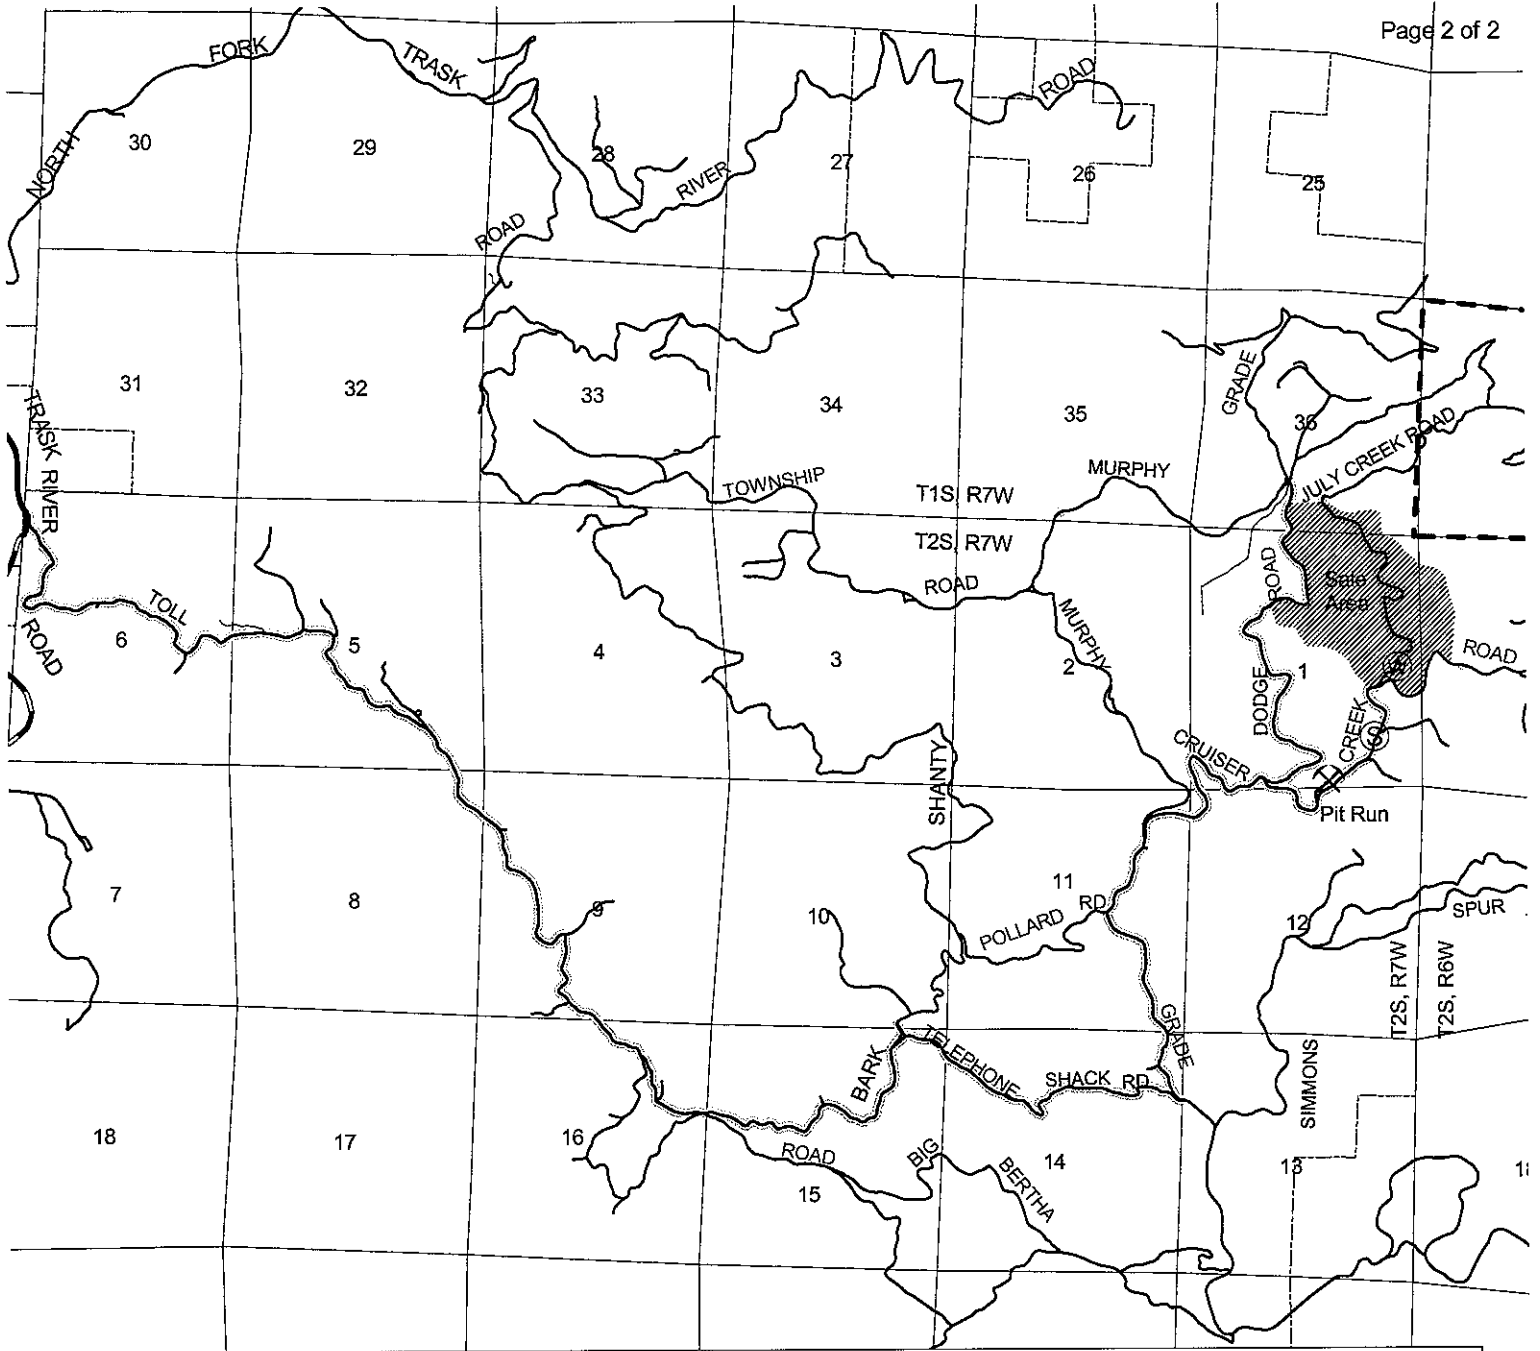 Page 2 of 2
FORK
TRASK
ROAD
NORTH
30
29
28
RIVER
27
26
25
ROAD
31
32
33
34
35
GRADE
36
TRASK RIVER
JULY CREEK ROAD
MURPHY
TOWNSHIP
T1S, R7W
T2S, R7W
ROAD
ROAD
Sale
Area
TOLL
ROAD
6
5
4
3
MURPHY
2
1
ROAD
DODGE
CREEK
S
CRUISER
SHANTY
Pit Run
7
8
9
10
11
POLLARD RD
12
SPUR
T2S, R7W
T2S, R6W
GRADE
TELEPHONE SHACK RD
BARK
SIMMONS
18
17
16
ROAD
15
BIG BERTHA
14
13